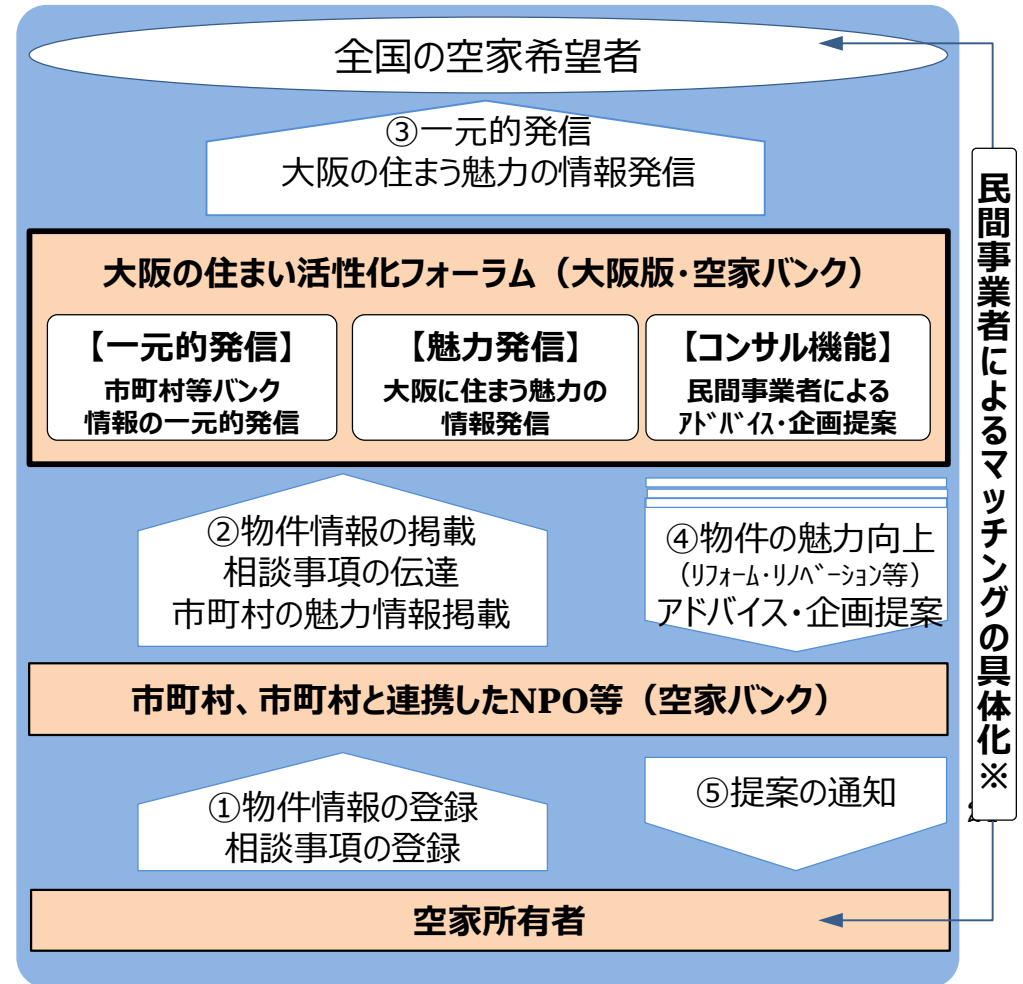 全国の空家希望者
③一元的発信
大阪の住まう魅力の情報発信
大阪の住まい活性化フォーラム（大阪版・空家バンク）
【一元的発信】
市町村等バンク
情報の一元的発信
【魅力発信】
大阪に住まう魅力の
情報発信
【コンサル機能】
民間事業者による
ｱﾄﾞﾊﾞｲｽ・企画提案
②物件情報の掲載
相談事項の伝達
市町村の魅力情報掲載
④物件の魅力向上
（ﾘﾌｫｰﾑ・ﾘﾉﾍﾞｰｼｮﾝ等）
アドバイス・企画提案
市町村、市町村と連携したNPO等（空家バンク）
①物件情報の登録
相談事項の登録
⑤提案の通知
空家所有者
民間事業者によるマッチングの具体化※